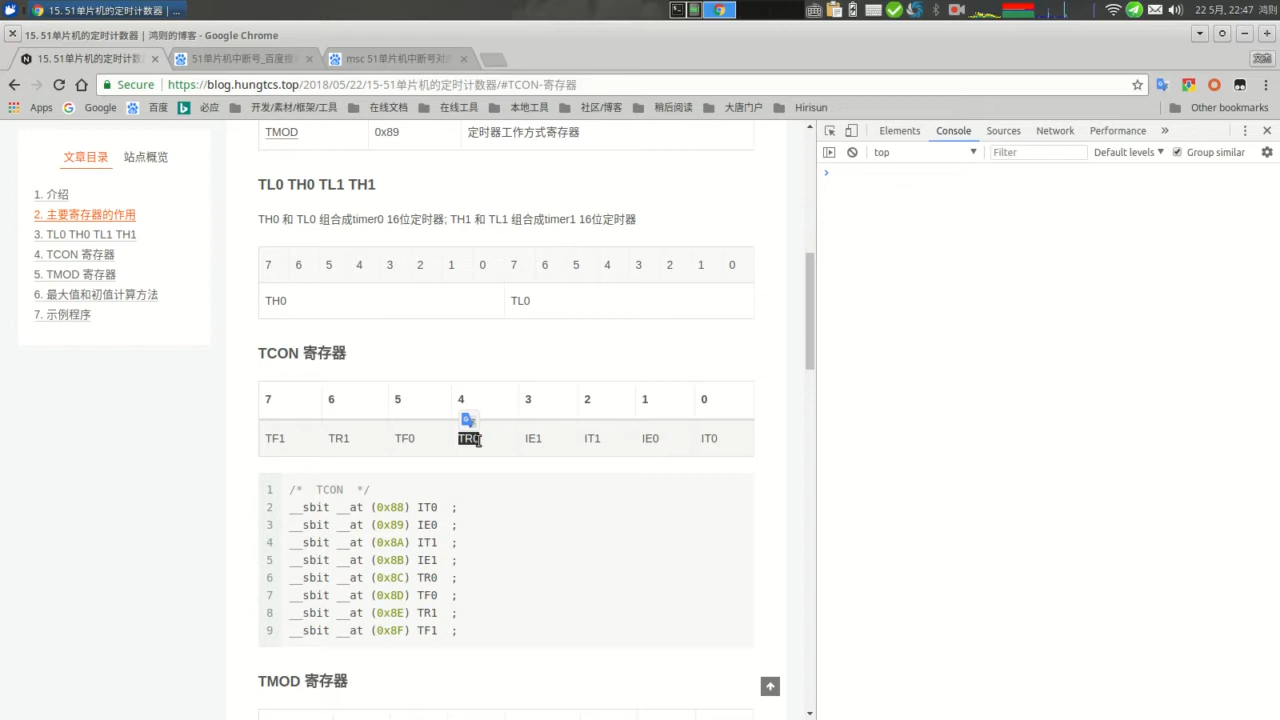 15. 51单片机的定时计数器 | ...
22 5月, 22:47 鸿则
15. 51单片机的定时计数器 | 鸿则的博客 - Google Chrome
15. 51单片机的定时计数
51单片机中断号_百度搜
msc 51单片机中断号对
Secure
https://blog.hungtcs.top/2018/05/22/15-51单片机的定时计数器/#TCON-寄存器
Apps Google 百度 必应 开发/素材/框架/工具 在线文档 在线工具 本地工具 社区/博客 稍后阅读 大唐门户 Hirisun Other bookmarks
文章目录 站点概览
1. 介绍
2. 主要寄存器的作用
3. TL0 TH0 TL1 TH1
4. TCON 寄存器
5. TMOD 寄存器
6. 最大值和初值计算方法
7. 示例程序
TMOD 0x89 定时器工作方式寄存器
TL0 TH0 TL1 TH1
TH0 和 TL0 组合成timer0 16位定时器; TH1 和 TL1 组合成timer1 16位定时器
7 6 5 4 3 2 1 0 7 6 5 4 3 2 1 0
TH0 TL0
TCON 寄存器
7 6 5 4 3 2 1 0
TF1 TR1 TF0 TR0 IE1 IT1 IE0 IT0
1 /*  TCON  */
2 __sbit __at (0x88) IT0  ;
3 __sbit __at (0x89) IE0  ;
4 __sbit __at (0x8A) IT1  ;
5 __sbit __at (0x8B) IE1  ;
6 __sbit __at (0x8C) TR0  ;
7 __sbit __at (0x8D) TF0  ;
8 __sbit __at (0x8E) TR1  ;
9 __sbit __at (0x8F) TF1  ;
TMOD 寄存器
Elements Console Sources Network Performance »
top Filter Default levels Group similar